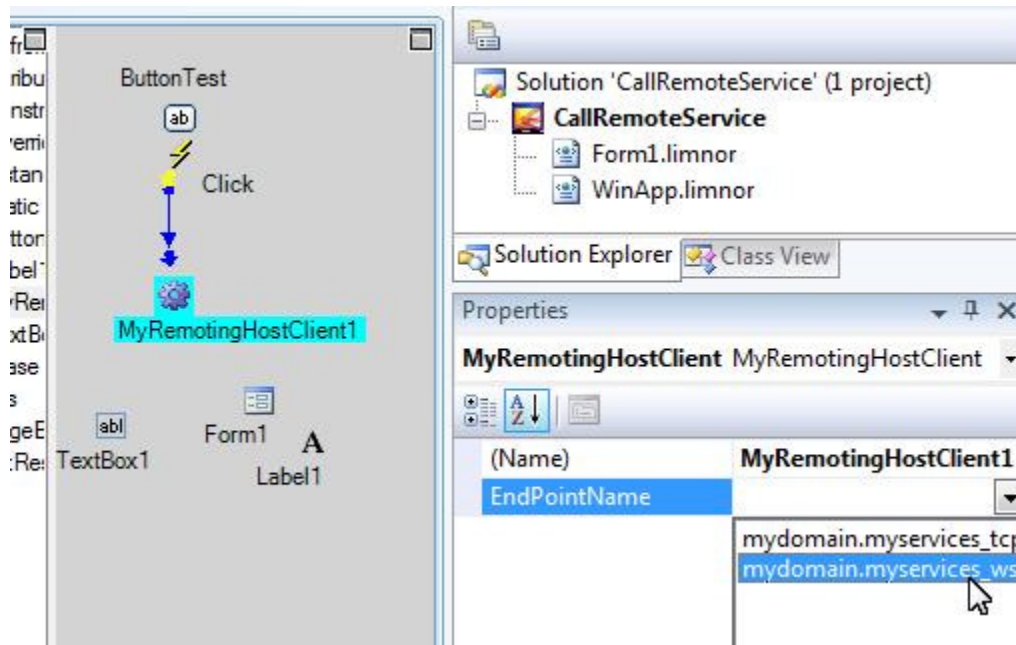 ButtonTest
ab
Click
MyRemotingHostClient1
abl
Form1
A
TextBox1
Label1
Solution 'CallRemoteService' (1 project)
CallRemoteService
Form1.limnor
WinApp.limnor
Solution Explorer
Class View
Properties
MyRemotingHostClient MyRemotingHostClient
(Name) MyRemotingHostClient1
EndPointName
mydomain.myservices_tcp
mydomain.myservices_ws